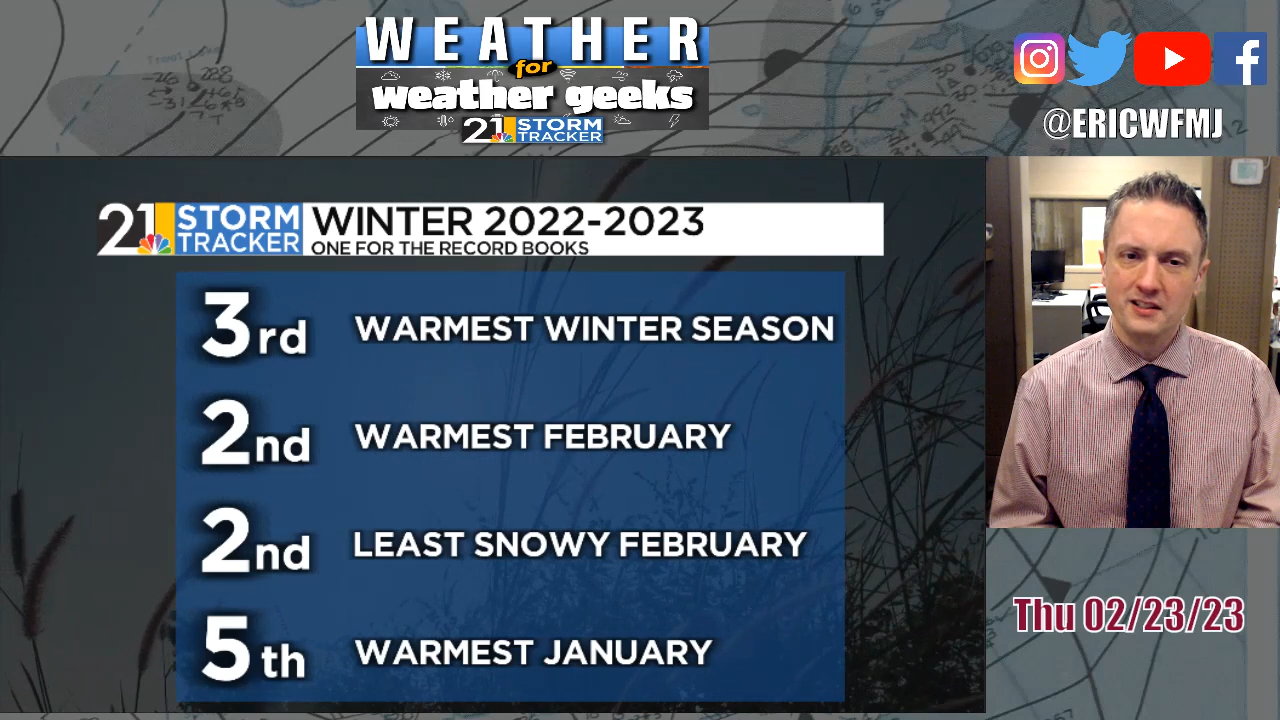 WEATHER
for
weather geeks
21 STORM
TRACKER
@ERICWFMJ
21 STORM
TRACKER
WINTER 2022-2023
ONE FOR THE RECORD BOOKS
3rd WARMEST WINTER SEASON
2nd WARMEST FEBRUARY
2nd LEAST SNOWY FEBRUARY
5th WARMEST JANUARY
Thu 02/23/23